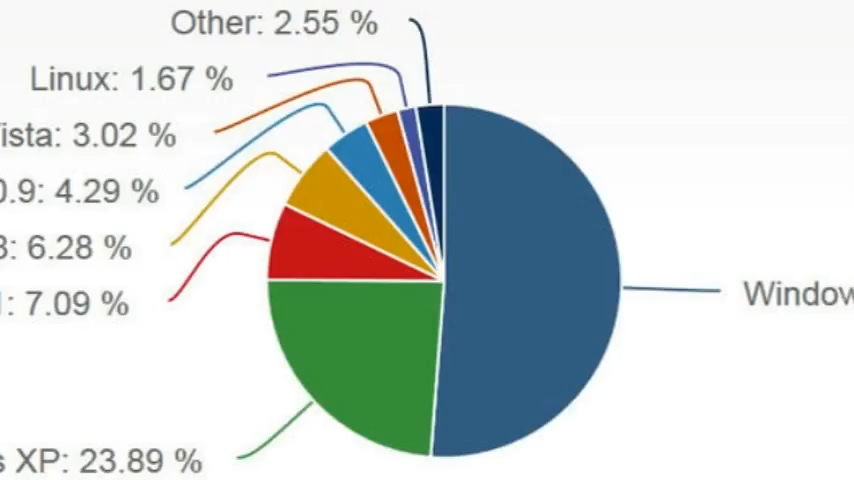 Other: 2.55 %
Linux: 1.67 %
ista: 3.02 %
0.9: 4.29 %
3: 6.28 %
1: 7.09 %
Window
s XP: 23.89 %